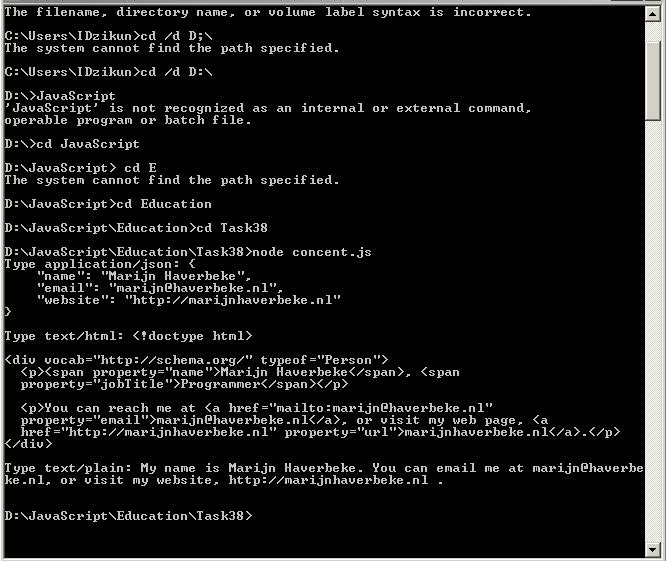 The filename, directory name, or volume label syntax is incorrect.
C:\Users\IDzikun>cd /d D;\
The system cannot find the path specified.
C:\Users\IDzikun>cd /d D:\
D:\>JavaScript
'JavaScript' is not recognized as an internal or external command,
operable program or batch file.
D:\>cd JavaScript
D:\JavaScript> cd E
The system cannot find the path specified.
D:\JavaScript>cd Education
D:\JavaScript\Education>cd Task38
D:\JavaScript\Education\Task38>node concent.js
Type application/json: {
    "name": "Marijn Haverbeke",
    "email": "marijn@haverbeke.nl",
    "website": "http://marijnhaverbeke.nl"
}
Type text/html: <!doctype html>
<div vocab="http://schema.org/" typeof="Person">
  <p><span property="name">Marijn Haverbeke</span>, <span
  property="jobTitle">Programmer</span></p>
  <p>You can reach me at <a href="mailto:marijn@haverbeke.nl"
  property="email">marijn@haverbeke.nl</a>, or visit my web page, <a
  href="http://marijnhaverbeke.nl" property="url">marijnhaverbeke.nl</a>.</p>
</div>
Type text/plain: My name is Marijn Haverbeke. You can email me at marijn@haverbe
ke.nl, or visit my website, http://marijnhaverbeke.nl .
D:\JavaScript\Education\Task38>